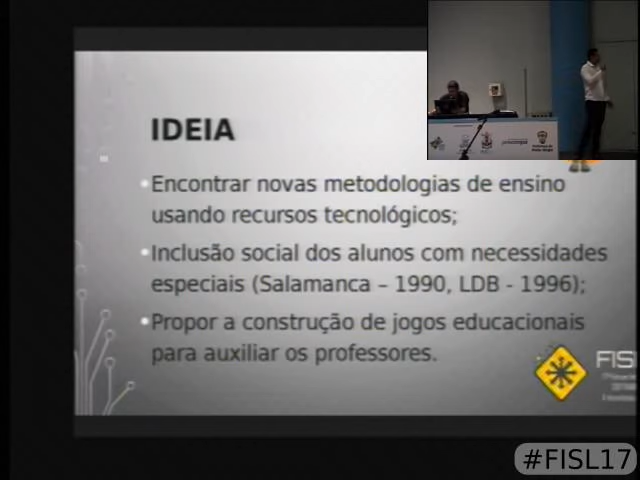 IDEIA
Encontrar novas metodologias de ensino
usando recursos tecnológicos;
Inclusão social dos alunos com necessidades
especiais (Salamanca – 1990, LDB - 1996);
Propor a construção de jogos educacionais
para auxiliar os professores.
FIS
#FISL17